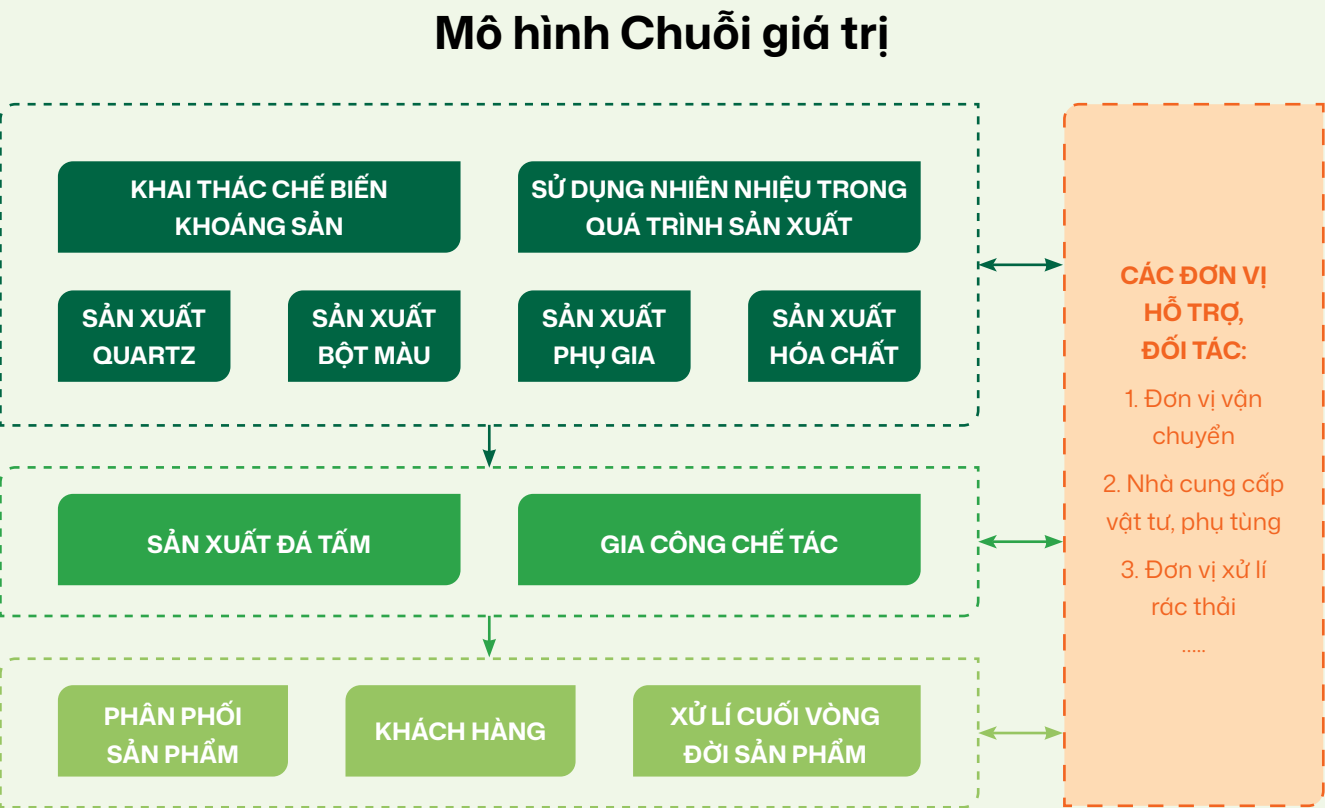 Mô hình Chuỗi giá trị
KHAI THÁC CHẾ BIẾN
KHOÁNG SẢN
SỬ DỤNG NHIÊN NHIỆU TRONG
QUÁ TRÌNH SẢN XUẤT
SẢN XUẤT
QUARTZ
SẢN XUẤT
BỘT MÀU
SẢN XUẤT
PHỤ GIA
SẢN XUẤT
HÓA CHẤT
SẢN XUẤT ĐÁ TẤM
GIA CÔNG CHẾ TÁC
PHÂN PHỐI
SẢN PHẨM
KHÁCH HÀNG
XỬ LÍ CUỐI VÒNG
ĐỜI SẢN PHẨM
CÁC ĐƠN VỊ
HỖ TRỢ,
ĐỐI TÁC:
1. Đơn vị vận
chuyển
2. Nhà cung cấp
vật tư, phụ tùng
3. Đơn vị xử lí
rác thải
.....